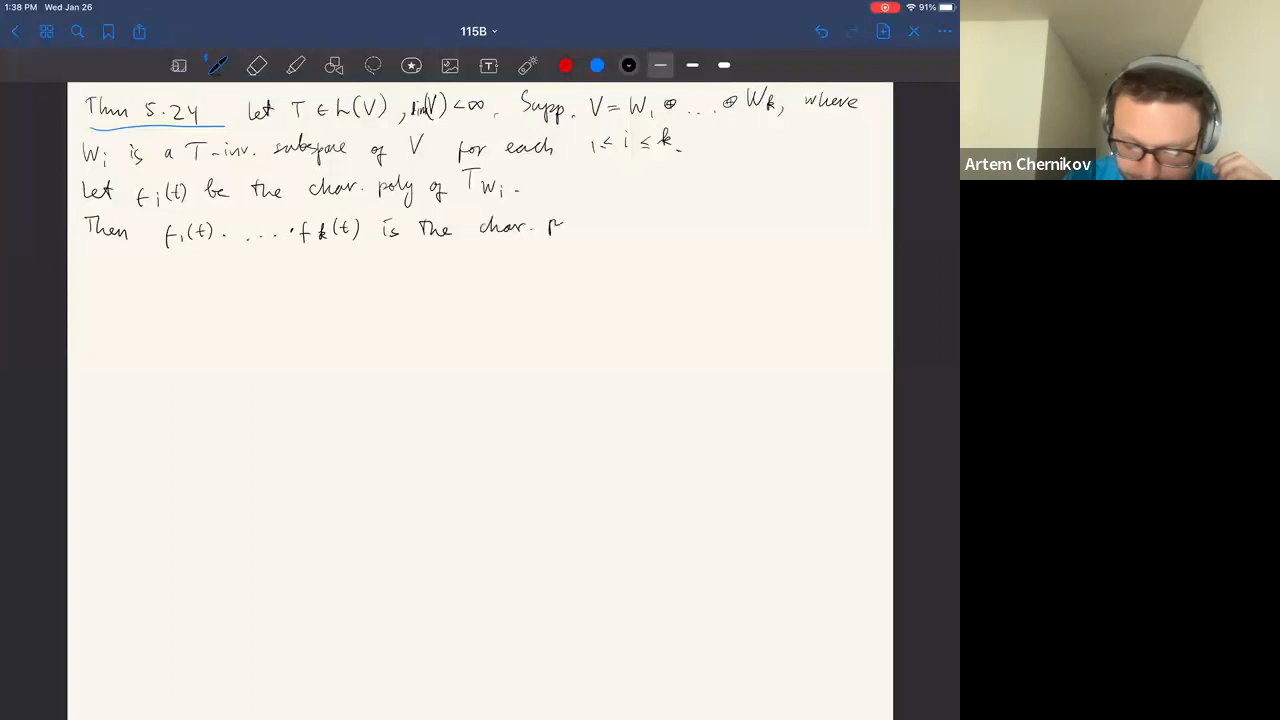 1:38 PM Wed Jan 26
91%
115B
Thm 5.24 Let T ∈ L(V), dim(V) < ∞. Supp. V = W₁ ⊕ ... ⊕ Wₖ, where
Wᵢ is a T-inv. subspace of V for each 1 ≤ i ≤ k.
Let fᵢ(t) be the char. poly of T_Wᵢ.
Then f₁(t)· ... ·fₖ(t) is the char. p
Artem Chernikov